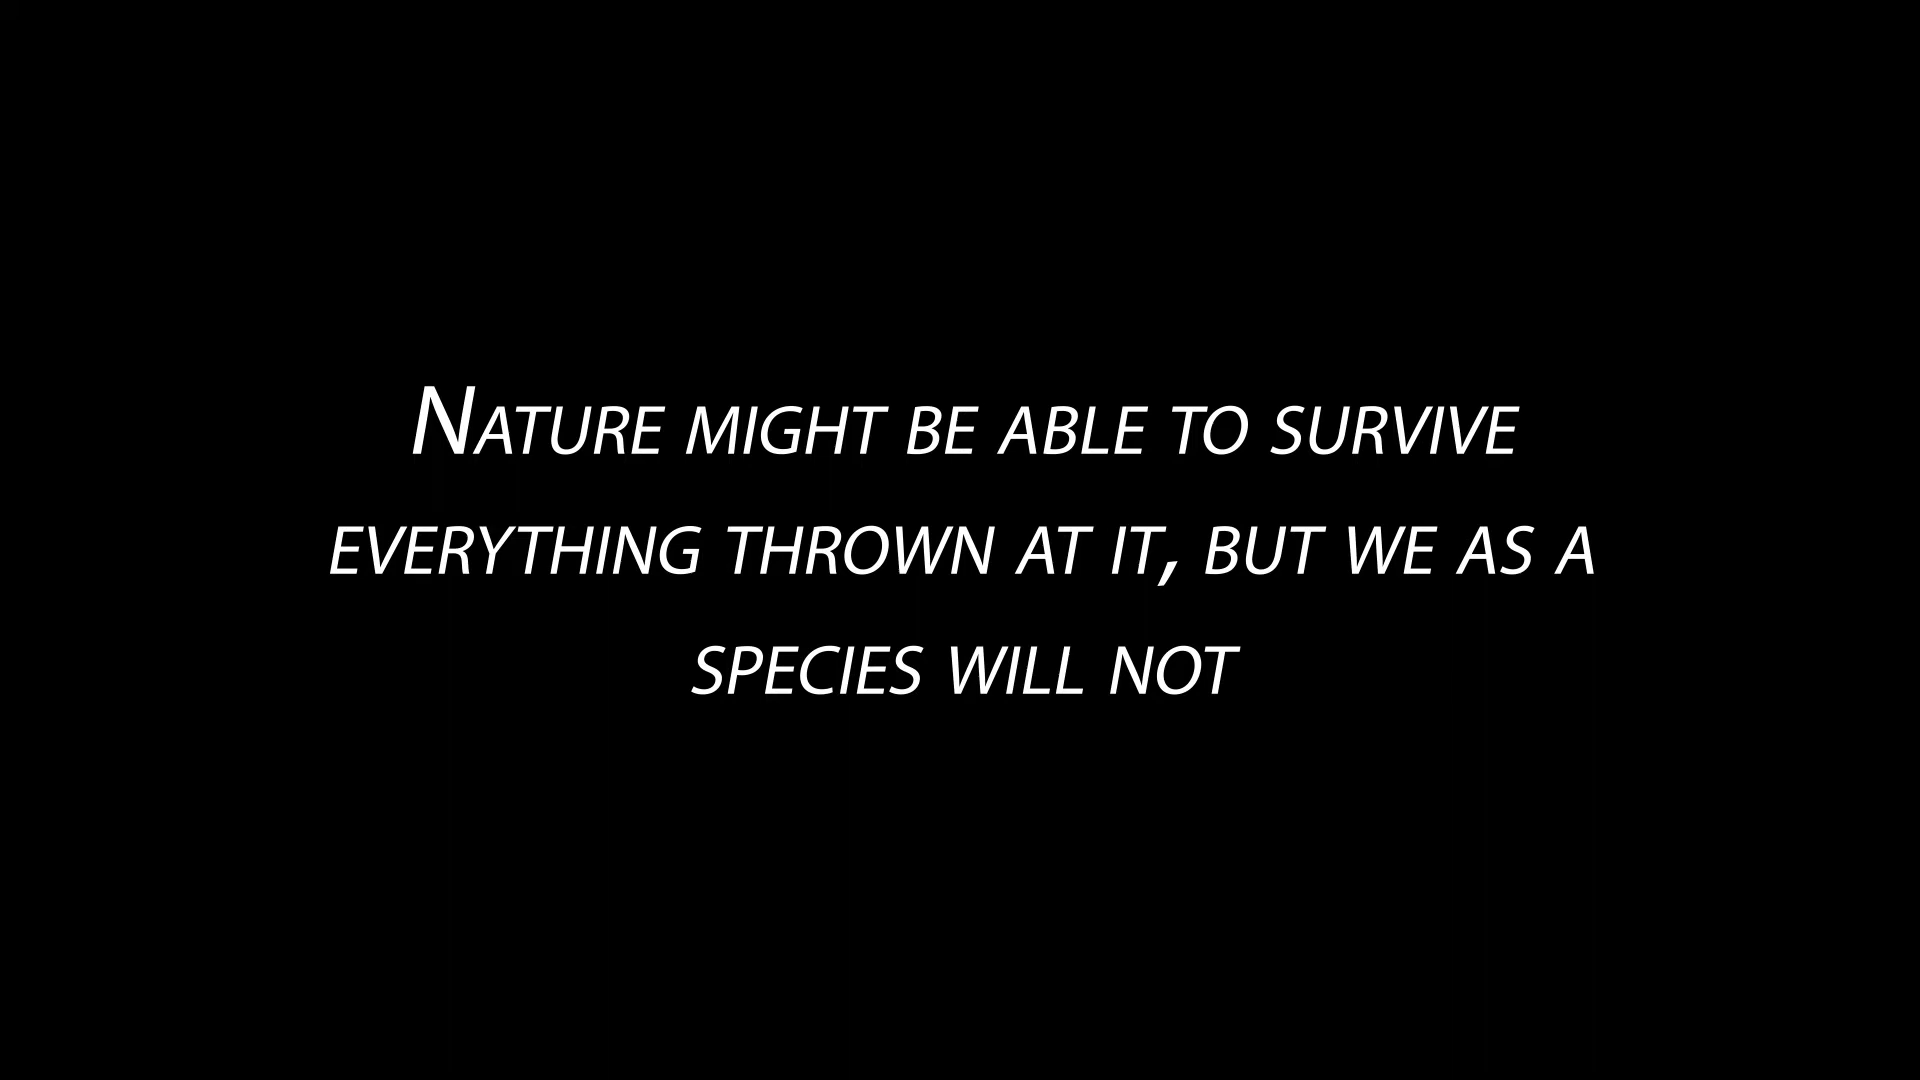 Nature might be able to survive
everything thrown at it, but we as a
species will not